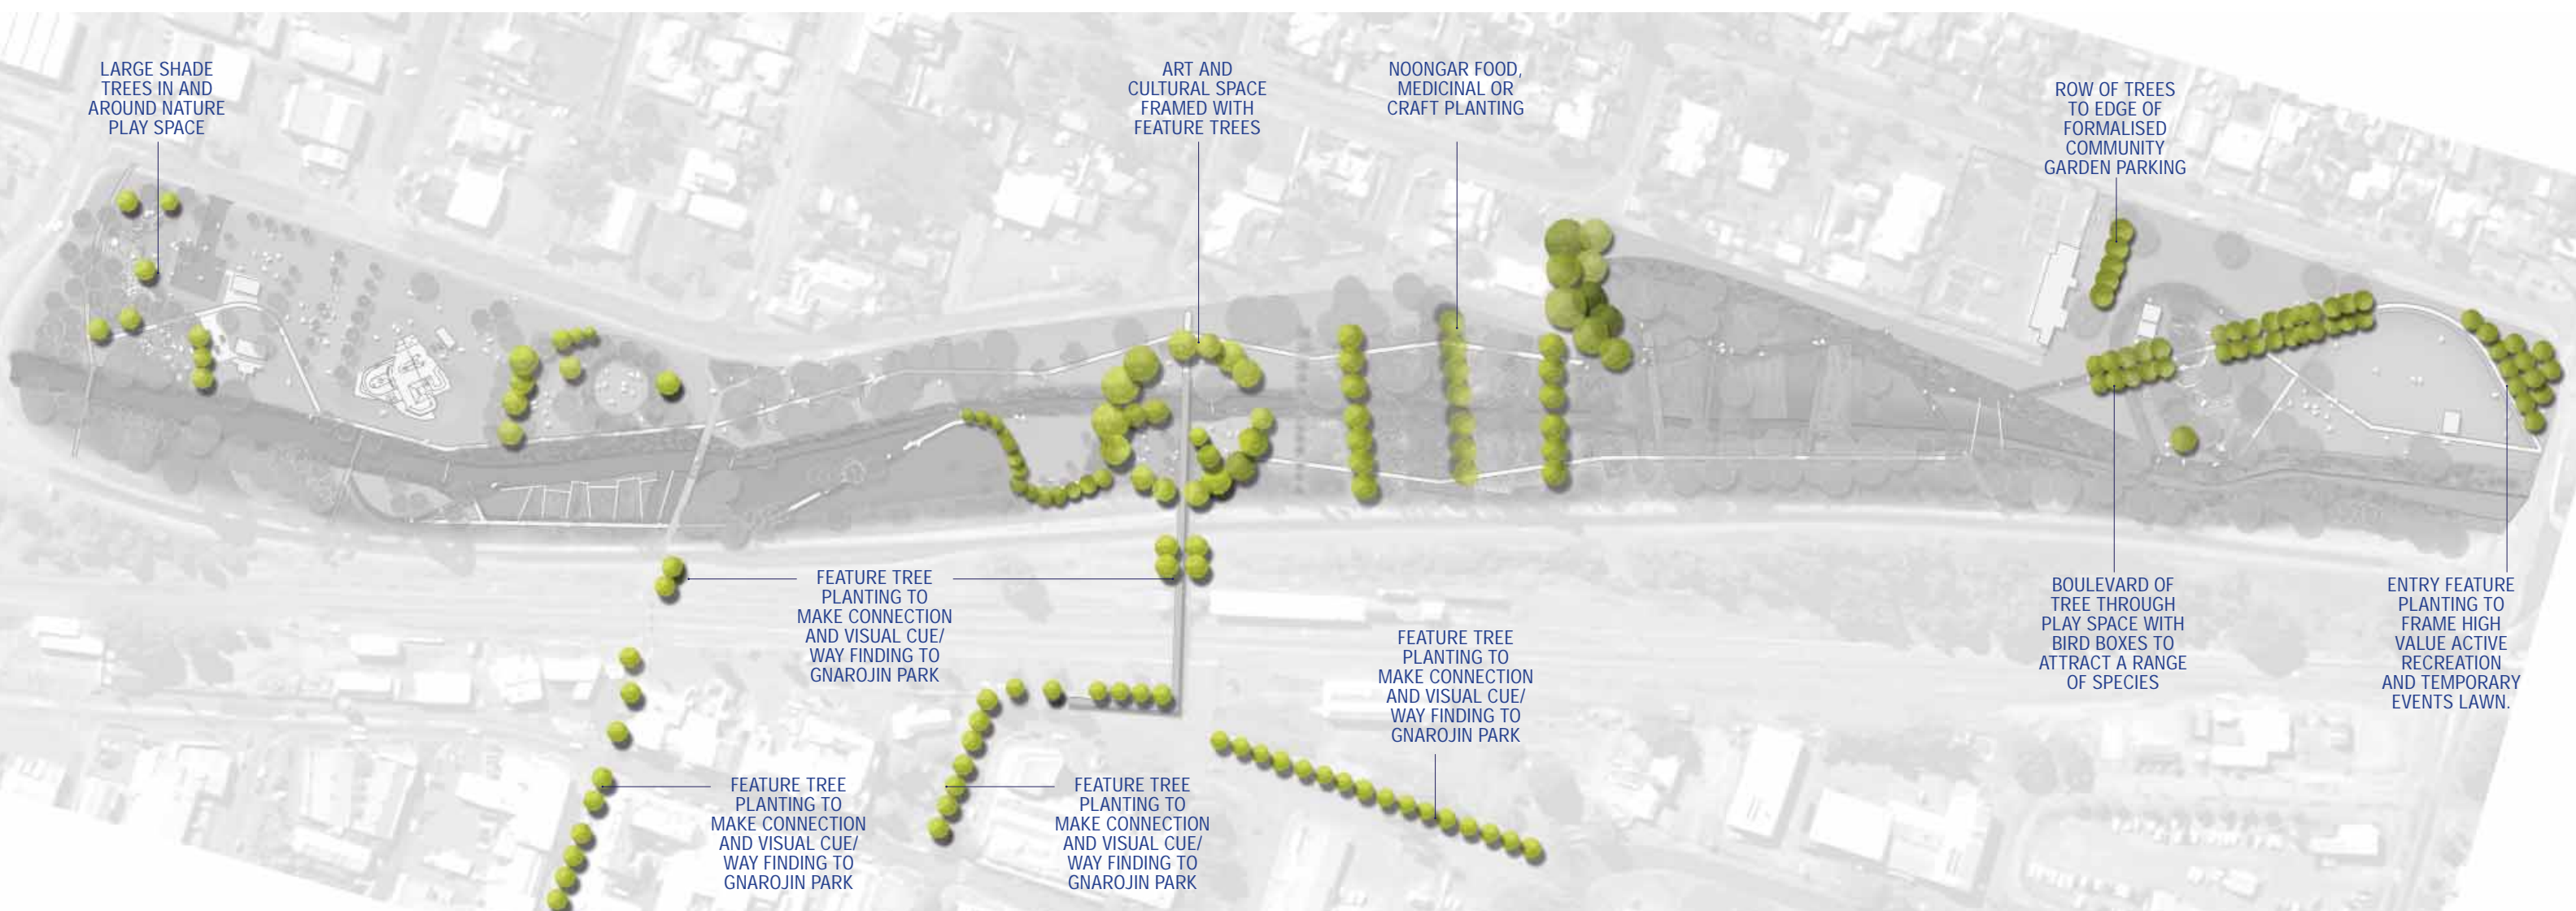 LARGE SHADE
TREES IN AND
AROUND NATURE
PLAY SPACE
ART AND
CULTURAL SPACE
FRAMED WITH
FEATURE TREES
NOONGAR FOOD,
MEDICINAL OR
CRAFT PLANTING
ROW OF TREES
TO EDGE OF
FORMALISED
COMMUNITY
GARDEN PARKING
FEATURE TREE
PLANTING TO
MAKE CONNECTION
AND VISUAL CUE/
WAY FINDING TO
GNAROJIN PARK
FEATURE TREE
PLANTING TO
MAKE CONNECTION
AND VISUAL CUE/
WAY FINDING TO
GNAROJIN PARK
BOULEVARD OF
TREE THROUGH
PLAY SPACE WITH
BIRD BOXES TO
ATTRACT A RANGE
OF SPECIES
ENTRY FEATURE
PLANTING TO
FRAME HIGH
VALUE ACTIVE
RECREATION
AND TEMPORARY
EVENTS LAWN.
FEATURE TREE
PLANTING TO
MAKE CONNECTION
AND VISUAL CUE/
WAY FINDING TO
GNAROJIN PARK
FEATURE TREE
PLANTING TO
MAKE CONNECTION
AND VISUAL CUE/
WAY FINDING TO
GNAROJIN PARK